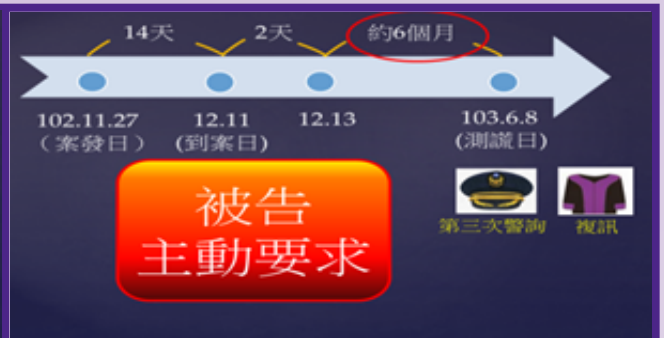 14天 2天 約6個月
102.11.27 12.11 12.13 103.6.8
（案發日） (到案日) (測謊日)
被告
主動要求
第三次警詢 複訊